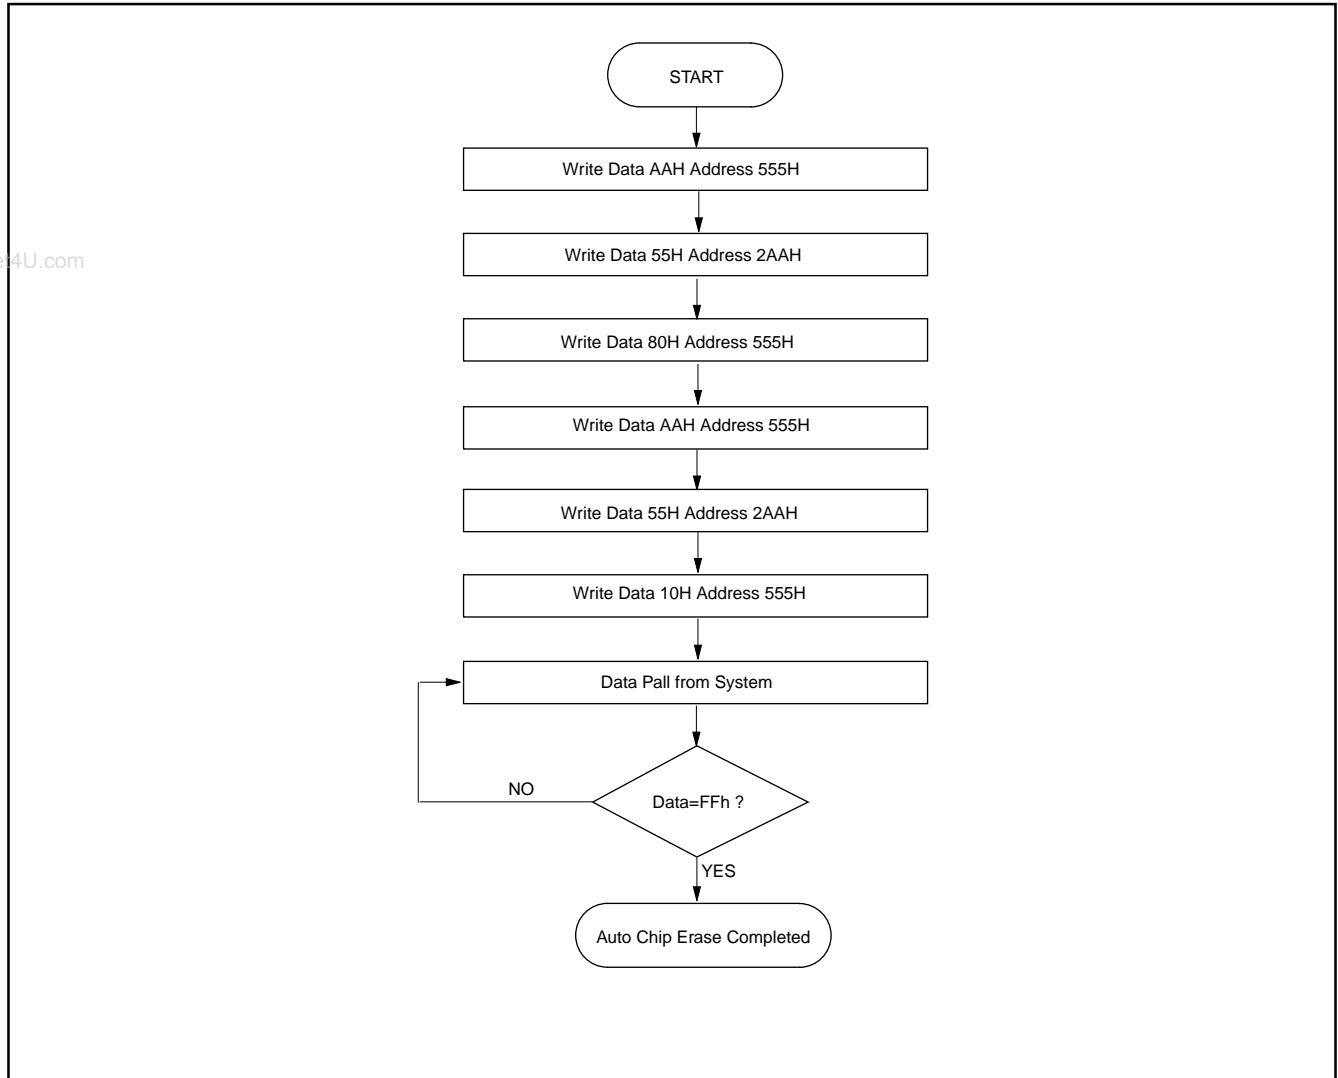 START
Write Data AAH Address 555H
Write Data 55H Address 2AAH
4U.com
Write Data 80H Address 555H
Write Data AAH Address 555H
Write Data 55H Address 2AAH
Write Data 10H Address 555H
Data Pall from System
NO
Data=FFh ?
YES
Auto Chip Erase Completed